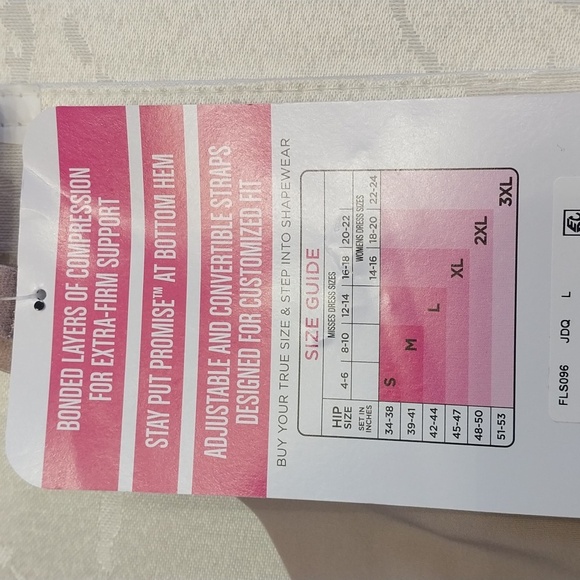 BONDED LAYERS OF COMPRESSION
FOR EXTRA-FIRM SUPPORT
STAY PUT PROMISE™ AT BOTTOM HEM
ADJUSTABLE AND CONVERTIBLE STRAPS
DESIGNED FOR CUSTOMIZED FIT
BUY YOUR TRUE SIZE & STEP INTO SHAPEWEAR
SIZE GUIDE
MISSES DRESS SIZES
4-6 8-10 12-14 16-18 20-22
WOMENS DRESS SIZES
14-16 18-20 22-24
HIP
SIZE
SET IN
INCHES
34-38 S
39-41 M
42-44 L
45-47 XL
48-50 2XL
51-53 3XL
FLS096 JDQ L